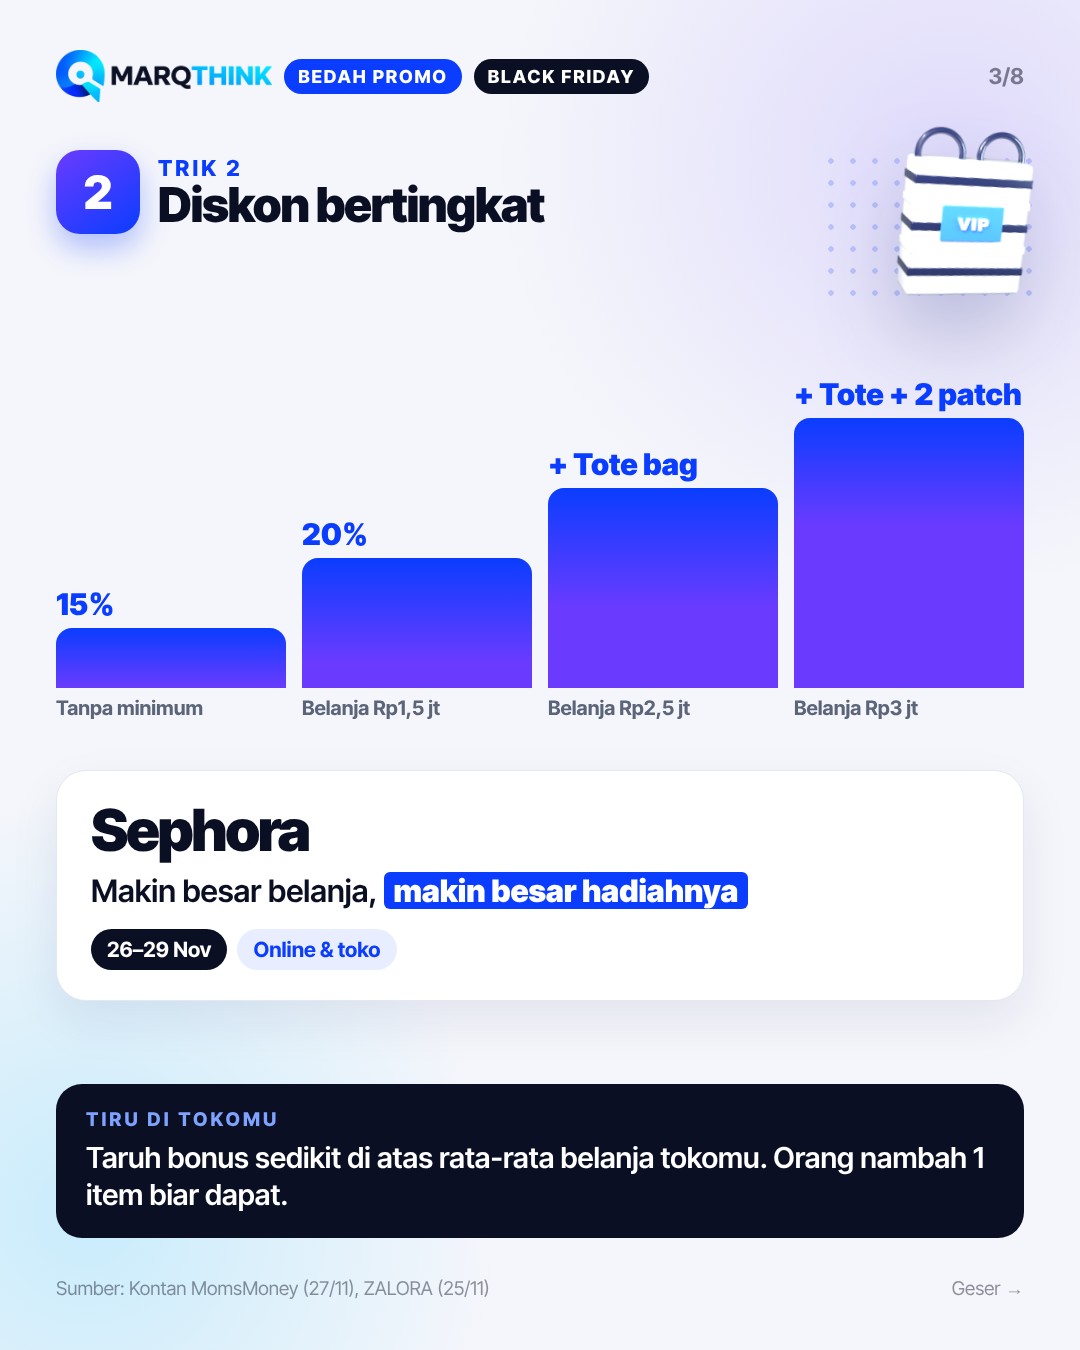 MARQTHINK
BEDAH PROMO
BLACK FRIDAY
3/8
2
TRIK 2
Diskon bertingkat
VIP
15%
20%
+ Tote bag
+ Tote + 2 patch
Tanpa minimum
Belanja Rp1,5 jt
Belanja Rp2,5 jt
Belanja Rp3 jt
Sephora
Makin besar belanja, makin besar hadiahnya
26–29 Nov
Online & toko
TIRU DI TOKOMU
Taruh bonus sedikit di atas rata-rata belanja tokomu. Orang nambah 1
item biar dapat.
Sumber: Kontan MomsMoney (27/11), ZALORA (25/11)
Geser →